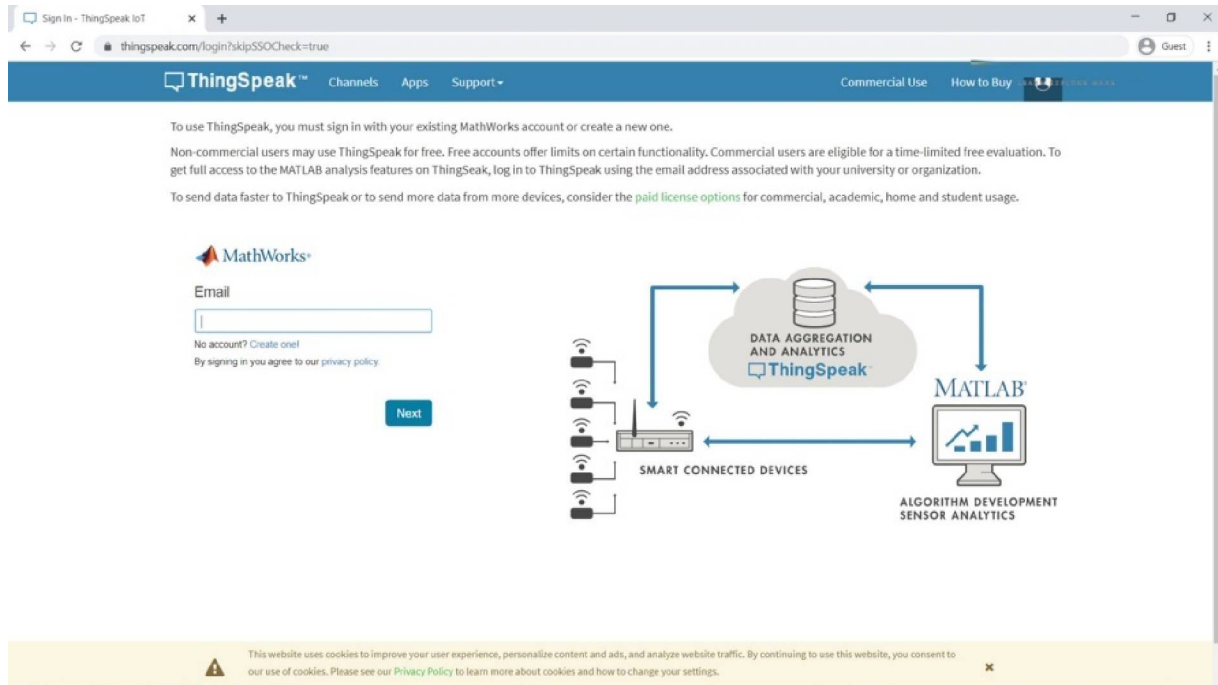 Sign In - ThingSpeak IoT
thingspeak.com/login?skipSSOCheck=true
Guest
ThingSpeak™ Channels Apps Support
Commercial Use How to Buy
To use ThingSpeak, you must sign in with your existing MathWorks account or create a new one.
Non-commercial users may use ThingSpeak for free. Free accounts offer limits on certain functionality. Commercial users are eligible for a time-limited free evaluation. To
get full access to the MATLAB analysis features on ThingSeak, log in to ThingSpeak using the email address associated with your university or organization.
To send data faster to ThingSpeak or to send more data from more devices, consider the paid license options for commercial, academic, home and student usage.
MathWorks®
Email
No account? Create one!
By signing in you agree to our privacy policy.
Next
DATA AGGREGATION
AND ANALYTICS
ThingSpeak™
MATLAB®
SMART CONNECTED DEVICES
ALGORITHM DEVELOPMENT
SENSOR ANALYTICS
This website uses cookies to improve your user experience, personalize content and ads, and analyze website traffic. By continuing to use this website, you consent to
our use of cookies. Please see our Privacy Policy to learn more about cookies and how to change your settings.